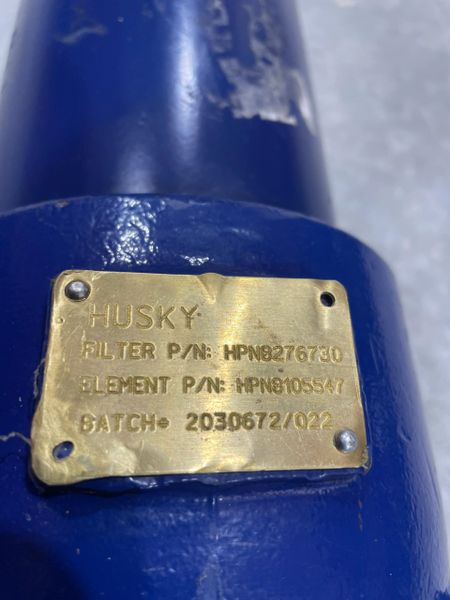 HUSKY
FILTER P/N: HPN8276730
ELEMENT P/N: HPN8105547
BATCH# 2030672/022